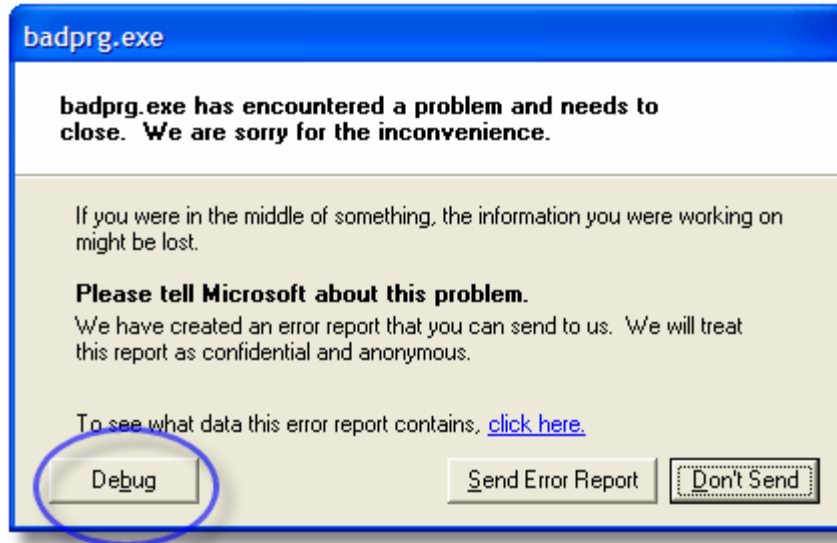 badprg.exe
badprg.exe has encountered a problem and needs to
close.  We are sorry for the inconvenience.
If you were in the middle of something, the information you were working on
might be lost.
Please tell Microsoft about this problem.
We have created an error report that you can send to us.  We will treat
this report as confidential and anonymous.
To see what data this error report contains, click here.
Debug
Send Error Report
Don't Send